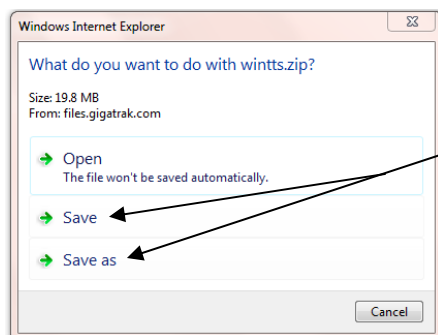 Windows Internet Explorer
What do you want to do with wintts.zip?
Size: 19.8 MB
From: files.gigatrak.com
Open
The file won't be saved automatically.
Save
Save as
Cancel